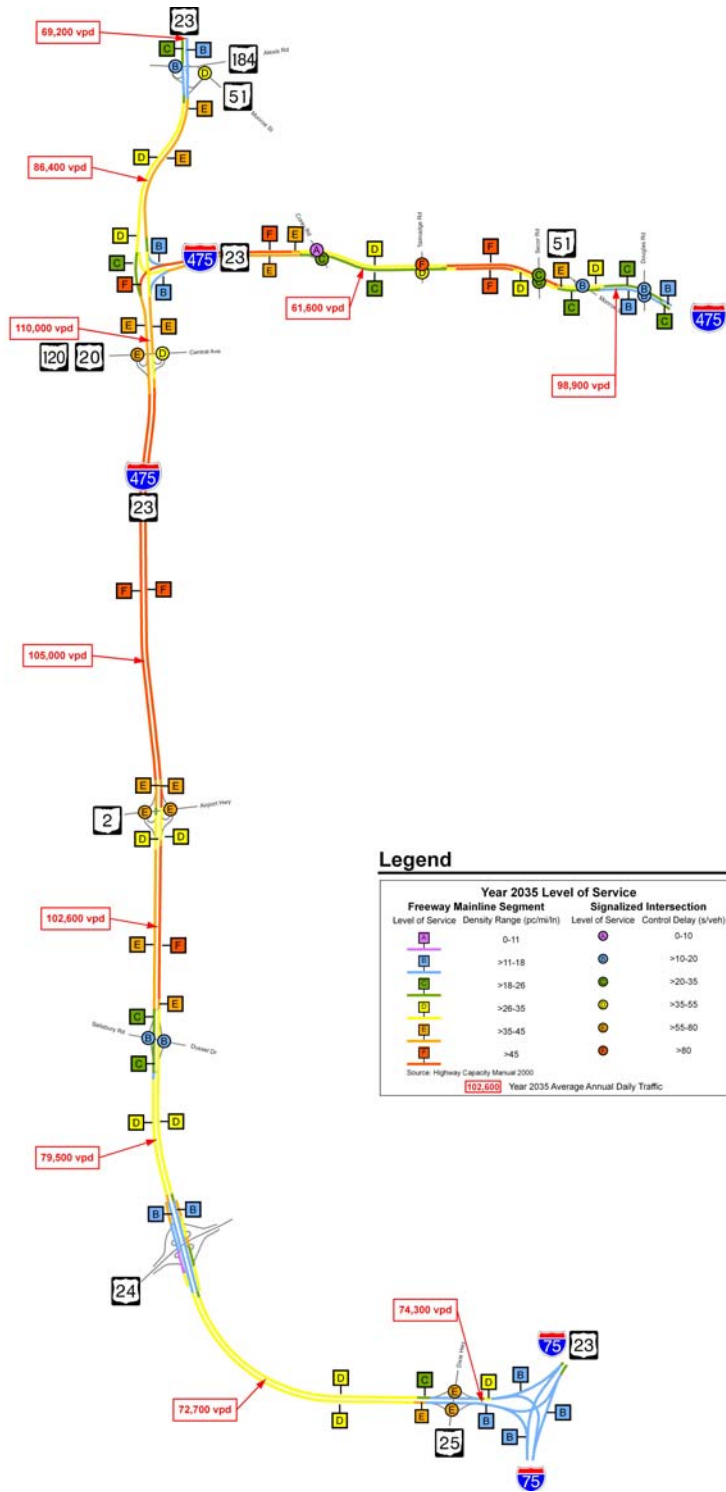 23
69,200 vpd
C
B
Alexis Rd
B
184
D
51
Monroe St
E
D
E
86,400 vpd
D
B
C
475
23
F
B
F
E
E
Corey Rd
A
C
D
C
61,600 vpd
Talmadge Rd
F
D
F
F
Secor Rd
C
D
51
E
B
Monroe
D
C
C
B
Douglas Rd
B
B
C
475
98,900 vpd
110,000 vpd
E
E
120
20
E
D
Central Ave
475
23
F
F
105,000 vpd
E
E
2
E
E
Airport Hwy
D
D
102,600 vpd
E
F
E
C
Salisbury Rd
B
B
Dussel Dr
C
D
D
79,500 vpd
B
B
24
72,700 vpd
D
D
74,300 vpd
C
E
Dixie Hwy
E
E
25
D
B
B
75
23
B
B
75
Legend
Year 2035 Level of Service
Freeway Mainline Segment Signalized Intersection
Level of Service Density Range (pc/mi/ln) Level of Service Control Delay (s/veh)
A 0-11 A 0-10
B >11-18 B >10-20
C >18-26 C >20-35
D >26-35 D >35-55
E >35-45 >55-80
F >45 >80
Source: Highway Capacity Manual 2000
102,600 Year 2035 Average Annual Daily Traffic